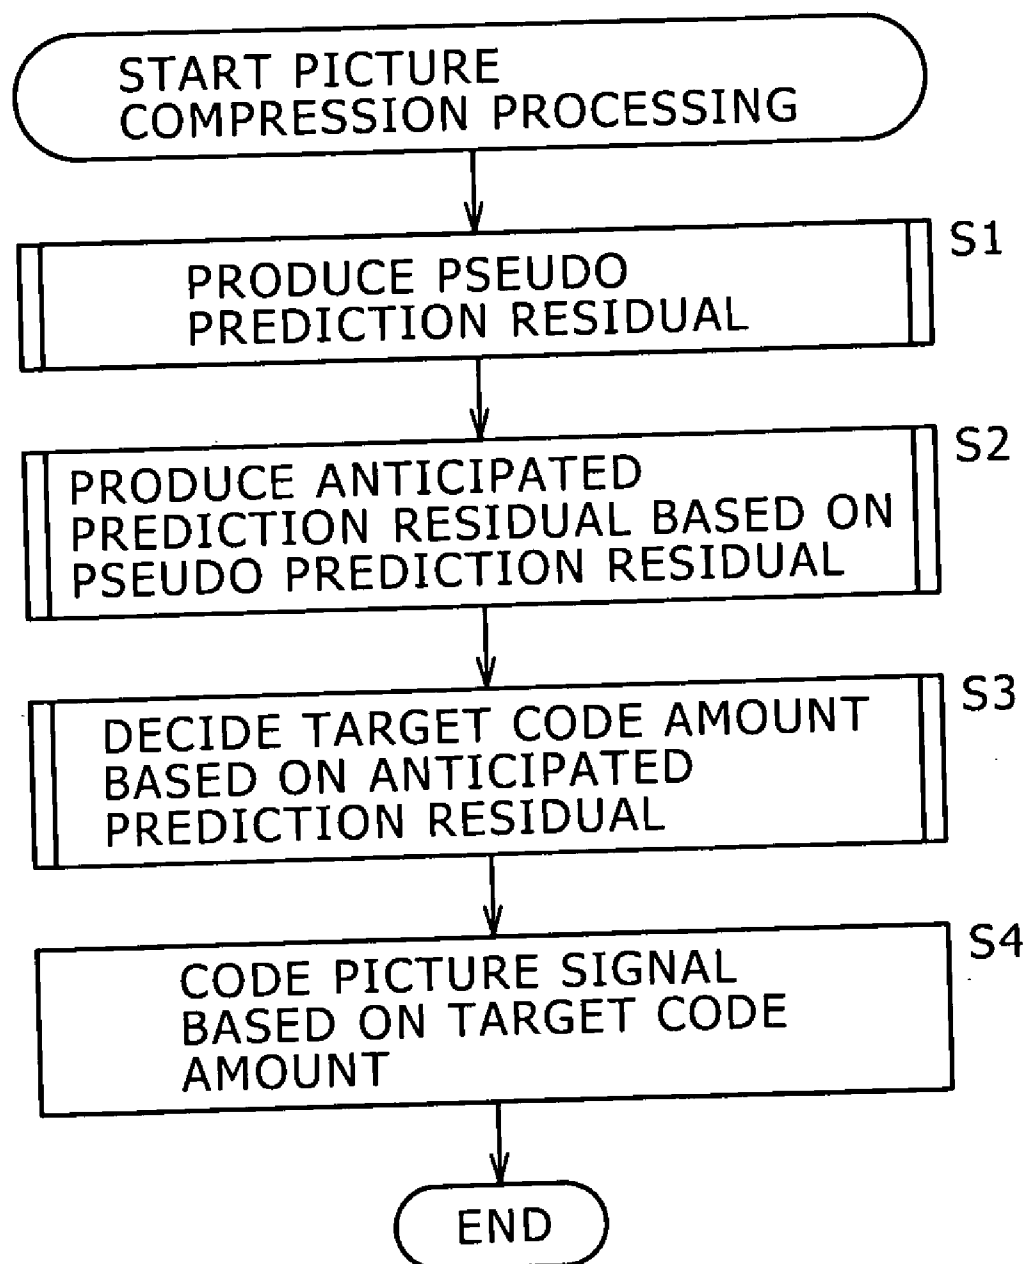 START PICTURE
COMPRESSION PROCESSING
S1
PRODUCE PSEUDO
PREDICTION RESIDUAL
S2
PRODUCE ANTICIPATED
PREDICTION RESIDUAL BASED ON
PSEUDO PREDICTION RESIDUAL
S3
DECIDE TARGET CODE AMOUNT
BASED ON ANTICIPATED
PREDICTION RESIDUAL
S4
CODE PICTURE SIGNAL
BASED ON TARGET CODE
AMOUNT
END